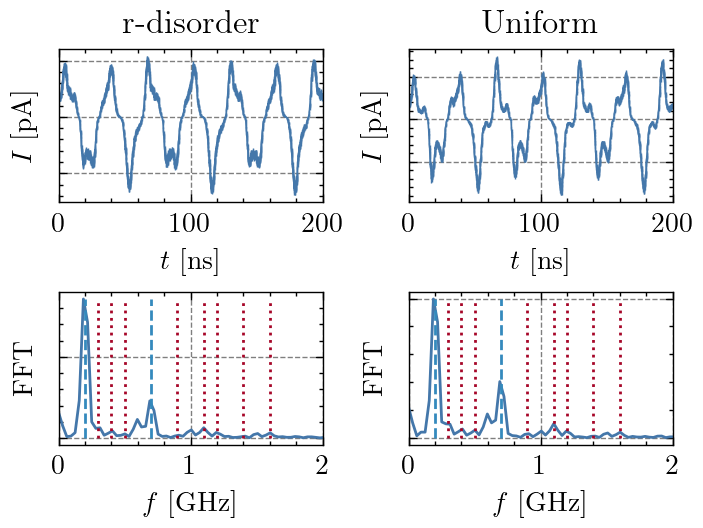 r-disorder
Uniform
I [pA]
0 100 200
t [ns]
I [pA]
0 100 200
t [ns]
FFT
0 1 2
f [GHz]
FFT
0 1 2
f [GHz]